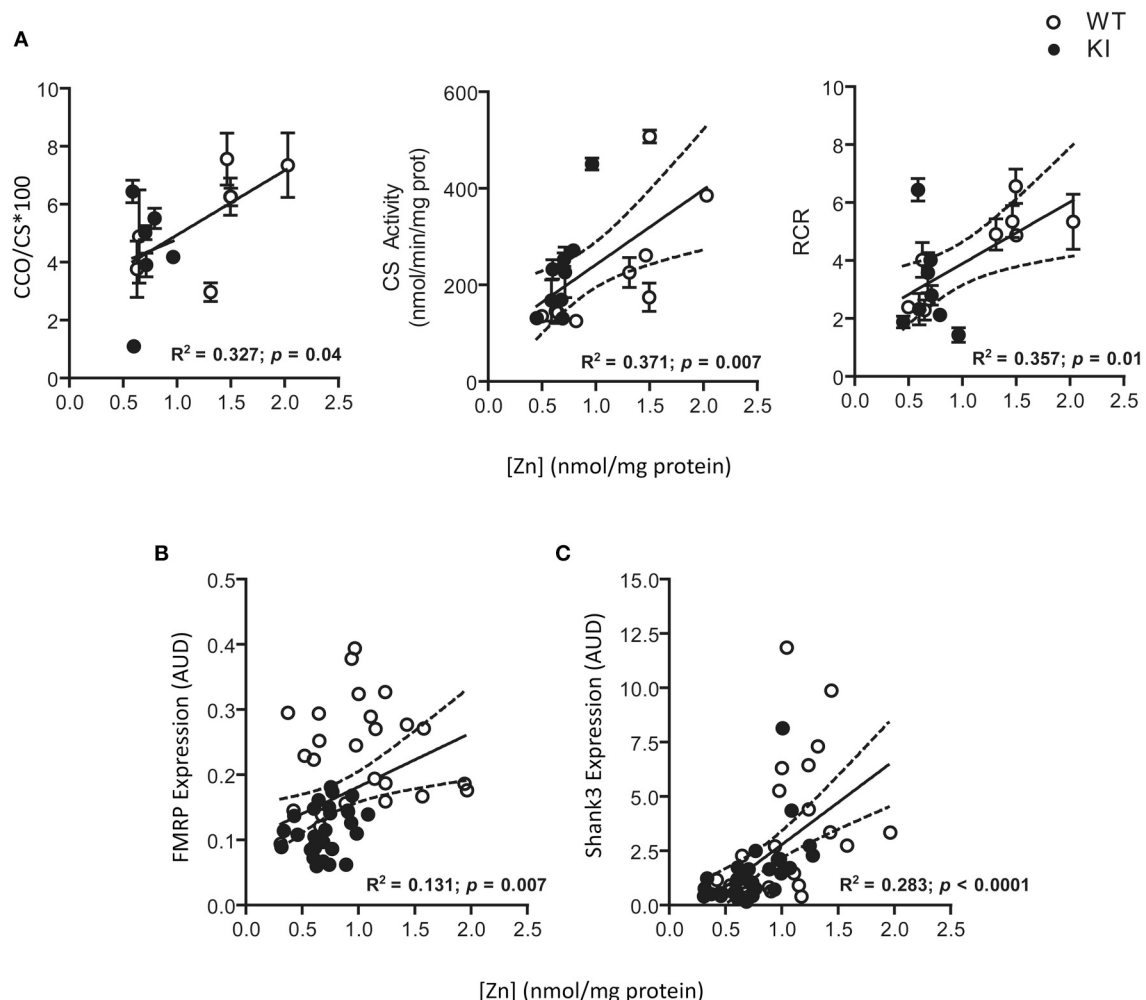 WT
KI
A
10
8
6
4
2
0
CCO/CS*100
0.0 0.5 1.0 1.5 2.0 2.5
R² = 0.327; p = 0.04
600
400
200
0
CS Activity
(nmol/min/mg prot)
0.0 0.5 1.0 1.5 2.0 2.5
R² = 0.371; p = 0.007
10
8
6
4
2
0
RCR
0.0 0.5 1.0 1.5 2.0 2.5
R² = 0.357; p = 0.01
[Zn] (nmol/mg protein)
B
0.5
0.4
0.3
0.2
0.1
0.0
FMRP Expression (AUD)
R² = 0.131; p = 0.007
0.0 0.5 1.0 1.5 2.0 2.5
C
15.0
12.5
10.0
7.5
5.0
2.5
0.0
Shank3 Expression (AUD)
R² = 0.283; p < 0.0001
0.0 0.5 1.0 1.5 2.0 2.5
[Zn] (nmol/mg protein)